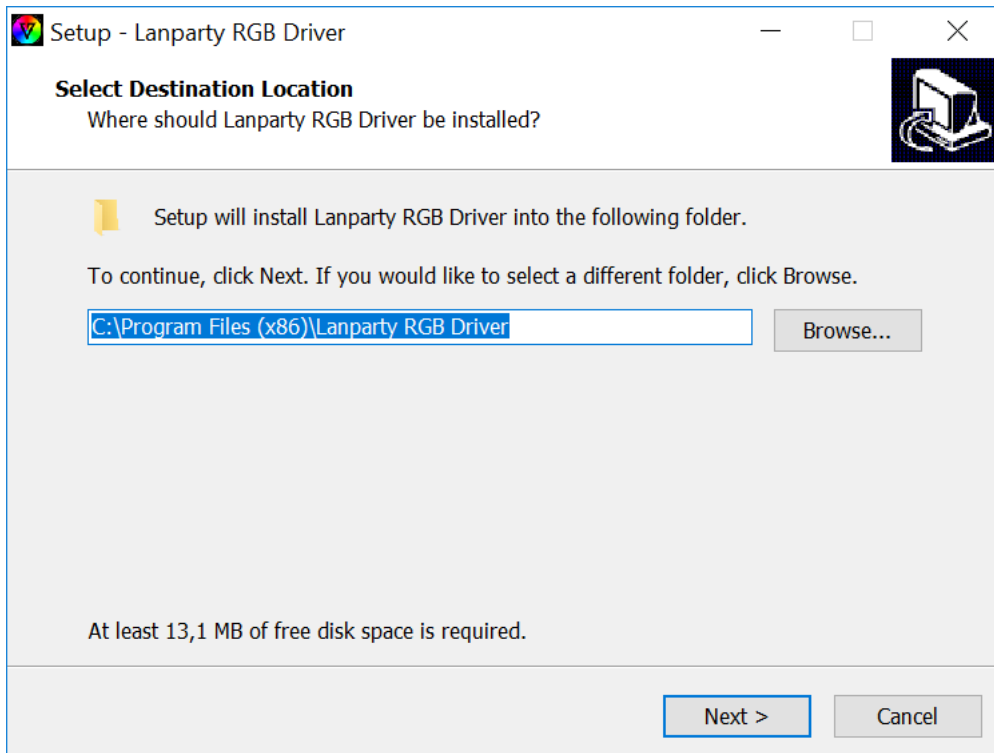 Setup - Lanparty RGB Driver
Select Destination Location
Where should Lanparty RGB Driver be installed?
Setup will install Lanparty RGB Driver into the following folder.
To continue, click Next. If you would like to select a different folder, click Browse.
C:\Program Files (x86)\Lanparty RGB Driver
Browse...
At least 13,1 MB of free disk space is required.
Next >
Cancel